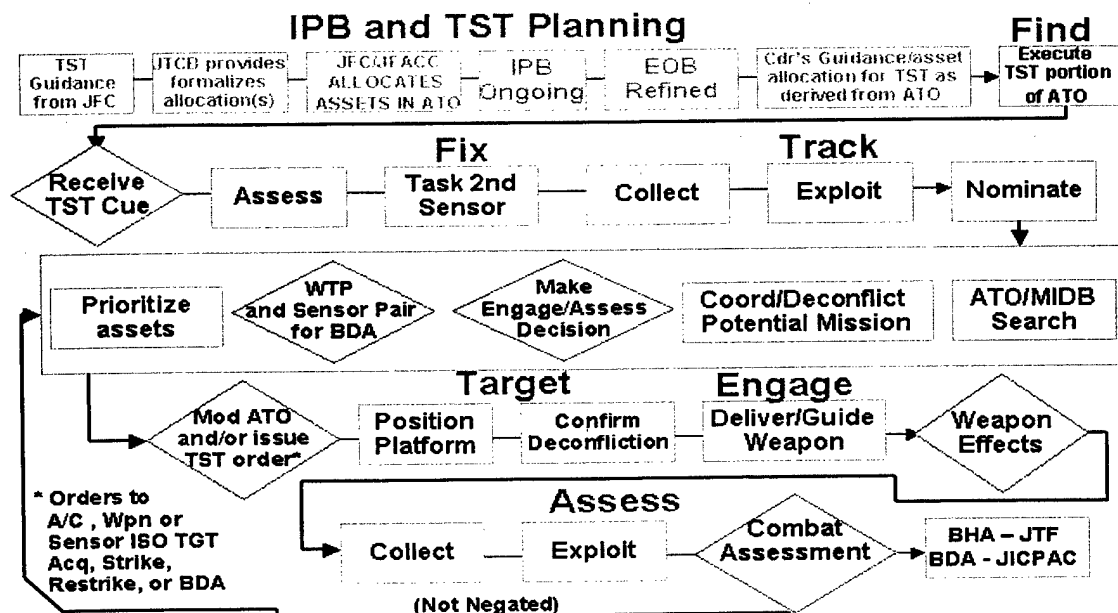 IPB and TST Planning
Find
TST
Guidance
from JFC
JTCB provides
formalizes
allocation(s)
JFC/JFACC
ALLOCATES
ASSETS IN ATO
IPB
Ongoing
EOB
Refined
Cdr's Guidance/asset
allocation for TST as
derived from ATO
Execute
TST portion
of ATO
Fix
Track
Receive
TST Cue
Assess
Task 2nd
Sensor
Collect
Exploit
Nominate
Prioritize
assets
WTP
and Sensor Pair
for BDA
Make
Engage/Assess
Decision
Coord/Deconflict
Potential Mission
ATO/MIDB
Search
Target
Engage
Mod ATO
and/or issue
TST order*
Position
Platform
Confirm
Deconfliction
Deliver/Guide
Weapon
Weapon
Effects
* Orders to
A/C , Wpn or
Sensor ISO TGT
Acq, Strike,
Restrike, or BDA
Assess
Collect
Exploit
Combat
Assessment
BHA – JTF
BDA - JICPAC
(Not Negated)